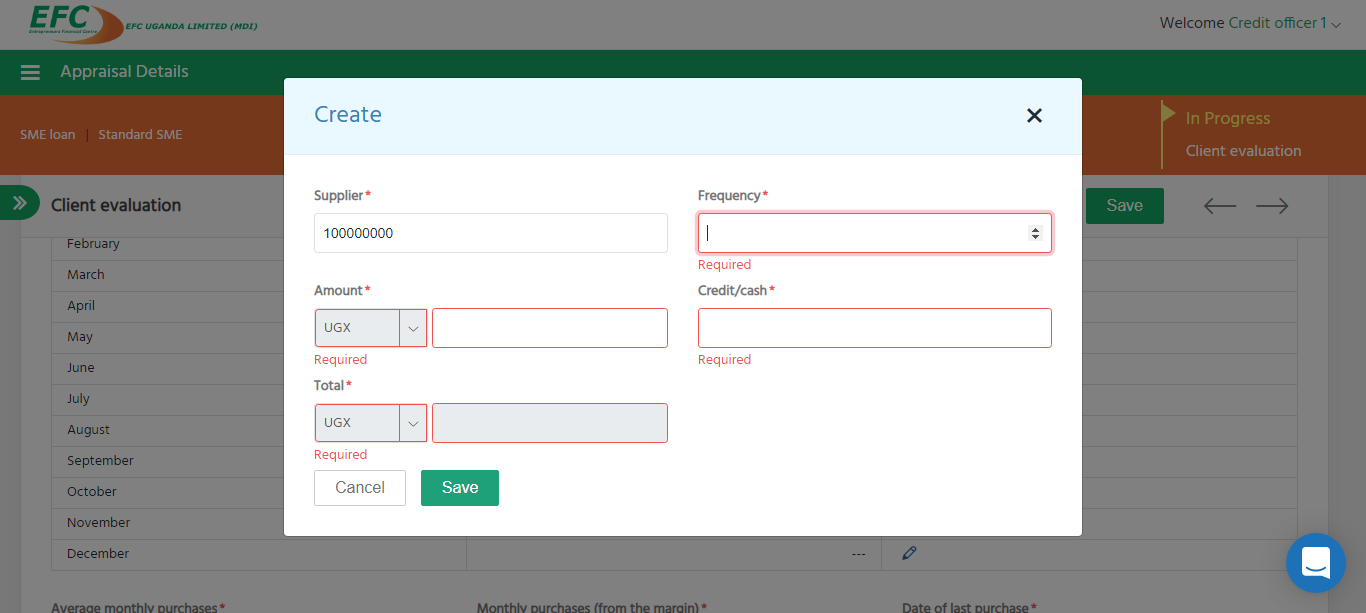 EFC
Entrepreneurs Financial Centre
EFC UGANDA LIMITED (MDI)
Welcome Credit officer 1
Appraisal Details
SME loan | Standard SME
In Progress
Client evaluation
Client evaluation
Save
Create
Supplier*
100000000
Frequency*
Required
Amount*
UGX
Required
Credit/cash*
Required
Total*
UGX
Required
Cancel
Save
February
March
April
May
June
July
August
September
October
November
December
---
Average monthly purchases*
Monthly purchases (from the margin)*
Date of last purchase*